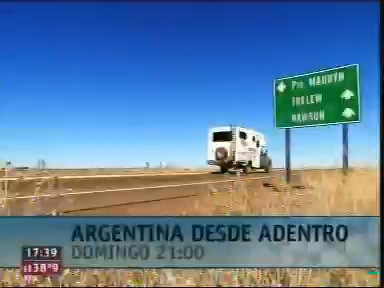 Pto MADRYN
TRELEW
RAWSON
ARGENTINA DESDE ADENTRO
DOMINGO 21:00
17:39
38°9